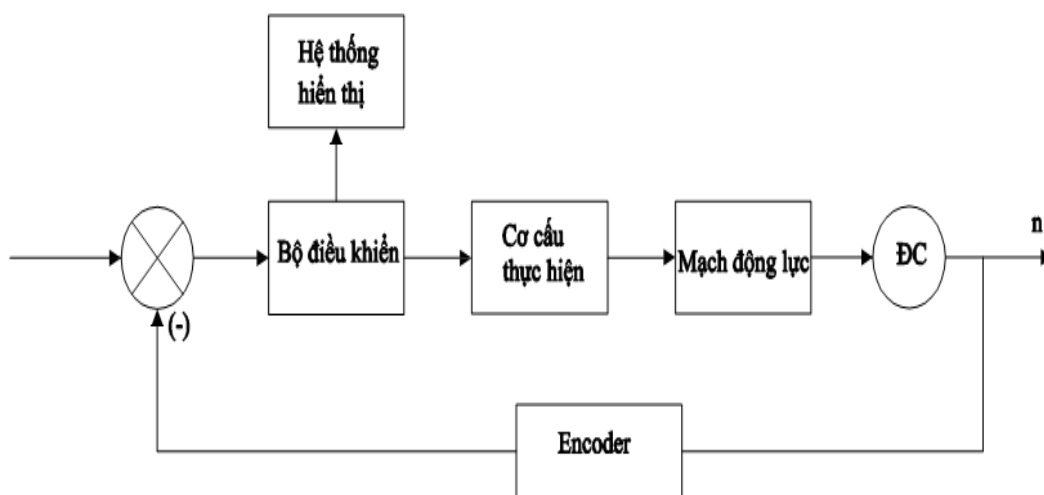 Hệ thống
hiển thị
Bộ điều khiển
Cơ cấu
thực hiện
Mạch động lực
ĐC
n
(-)
Encoder